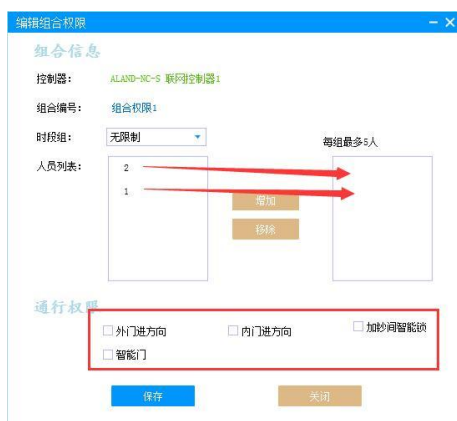 编辑组合权限
组合信息
控制器: ALAND-NC-S 联网控制器1
组合编号: 组合权限1
时段组: 无限制
每组最多5人
人员列表:
2
1
增加
移除
通行权限
外门进方向 内门进方向 加钞间智能锁
智能门
保存 关闭